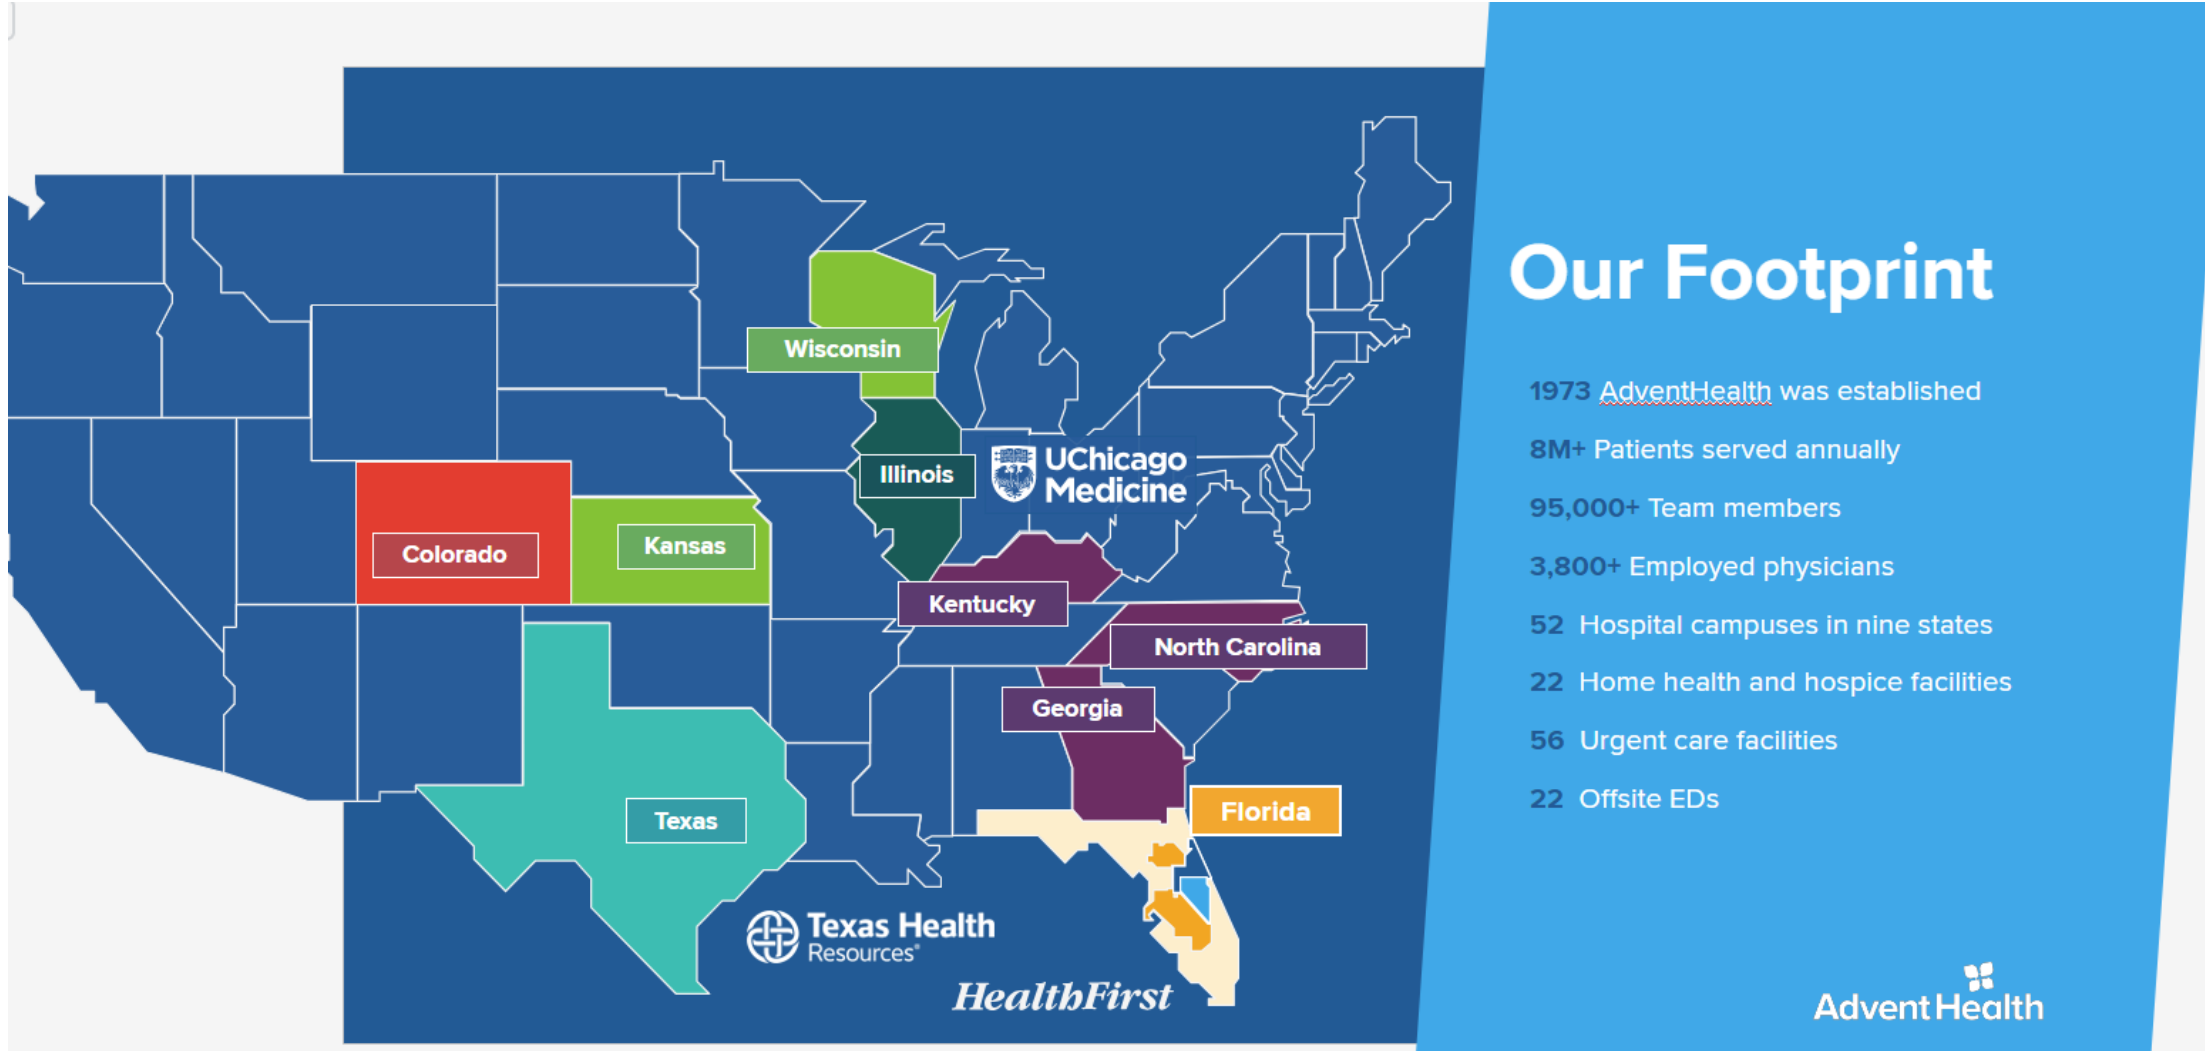 Our Footprint
1973 AdventHealth was established
8M+ Patients served annually
95,000+ Team members
3,800+ Employed physicians
52 Hospital campuses in nine states
22 Home health and hospice facilities
56 Urgent care facilities
22 Offsite EDs
Wisconsin
Illinois
UChicago
Medicine
Colorado
Kansas
Kentucky
North Carolina
Georgia
Florida
Texas
Texas Health
Resources®
HealthFirst
AdventHealth